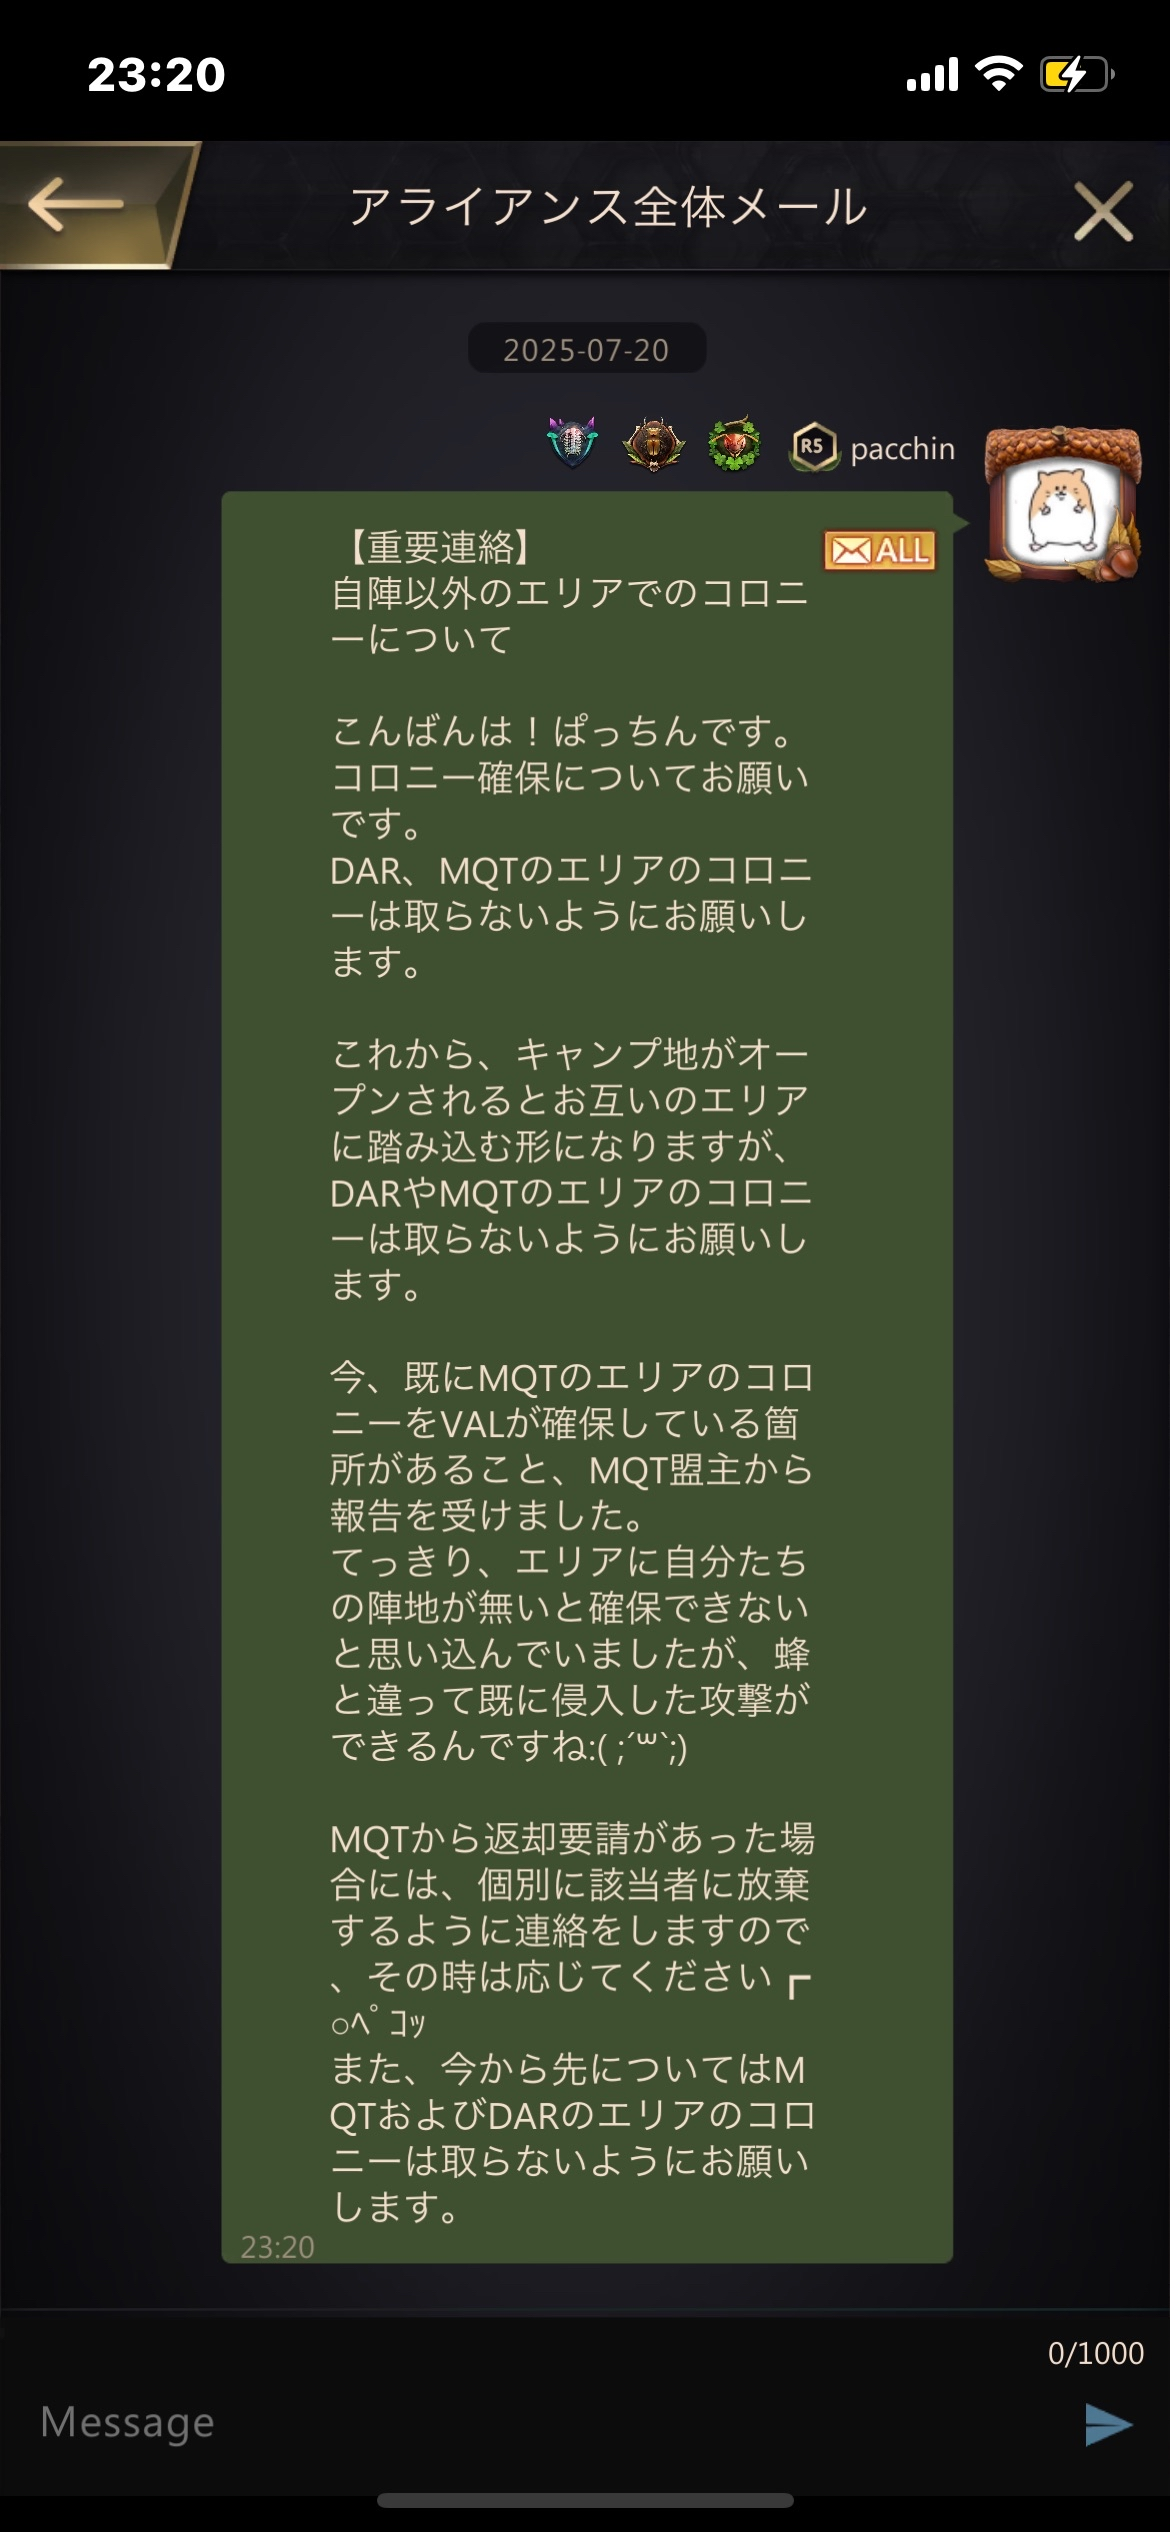 23:20
アライアンス全体メール
2025-07-20
R5 pacchin
【重要連絡】
ALL
自陣以外のエリアでのコロニ
ーについて
こんばんは！ぱっちんです。
コロニー確保についてお願い
です。
DAR、MQTのエリアのコロニ
ーは取らないようにお願いし
ます。
これから、キャンプ地がオー
プンされるとお互いのエリア
に踏み込む形になりますが、
DARやMQTのエリアのコロニ
ーは取らないようにお願いし
ます。
今、既にMQTのエリアのコロ
ニーをVALが確保している箇
所があること、MQT盟主から
報告を受けました。
てっきり、エリアに自分たち
の陣地が無いと確保できない
と思い込んでいましたが、蜂
と違って既に侵入した攻撃が
できるんですね:( ;´꒳`;)
MQTから返却要請があった場
合には、個別に該当者に放棄
するように連絡をしますので
、その時は応じてください┏
○ﾍﾟｺｯ
また、今から先についてはM
QTおよびDARのエリアのコロ
ニーは取らないようにお願い
します。
23:20
0/1000
Message